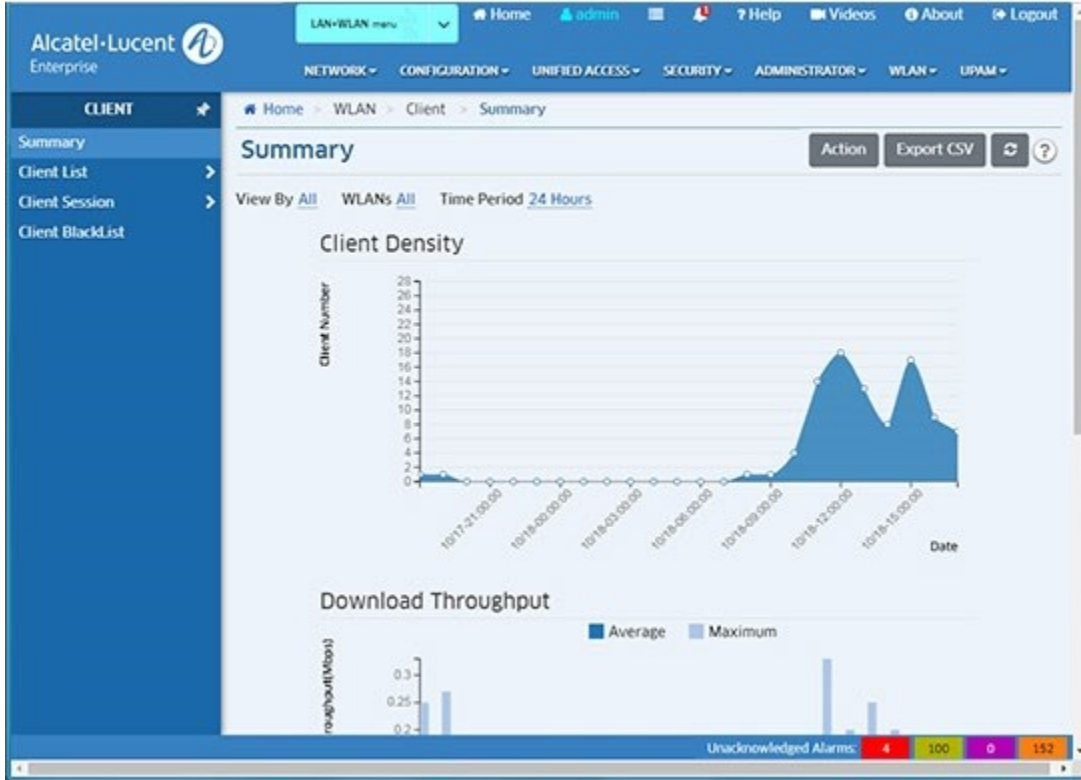 Alcatel·Lucent
Enterprise
LAN+WLAN menu
Home
admin
1
? Help
Videos
About
Logout
NETWORK
CONFIGURATION
UNIFIED ACCESS
SECURITY
ADMINISTRATOR
WLAN
UPAM
CLIENT
Summary
Client List
Client Session
Client BlackList
Home > WLAN > Client > Summary
Summary
Action
Export CSV
?
View By All WLANs All Time Period 24 Hours
Client Density
Client Number
28
26
24
22
20
18
16
14
12
10
8
6
4
2
0
10/17-21:00:00
10/18-00:00:00
10/18-03:00:00
10/18-06:00:00
10/18-09:00:00
10/18-12:00:00
10/18-15:00:00
Date
Download Throughput
Average
Maximum
roughput(Mbps)
0.3
0.25
0.2
Unacknowledged Alarms: 4 100 0 152